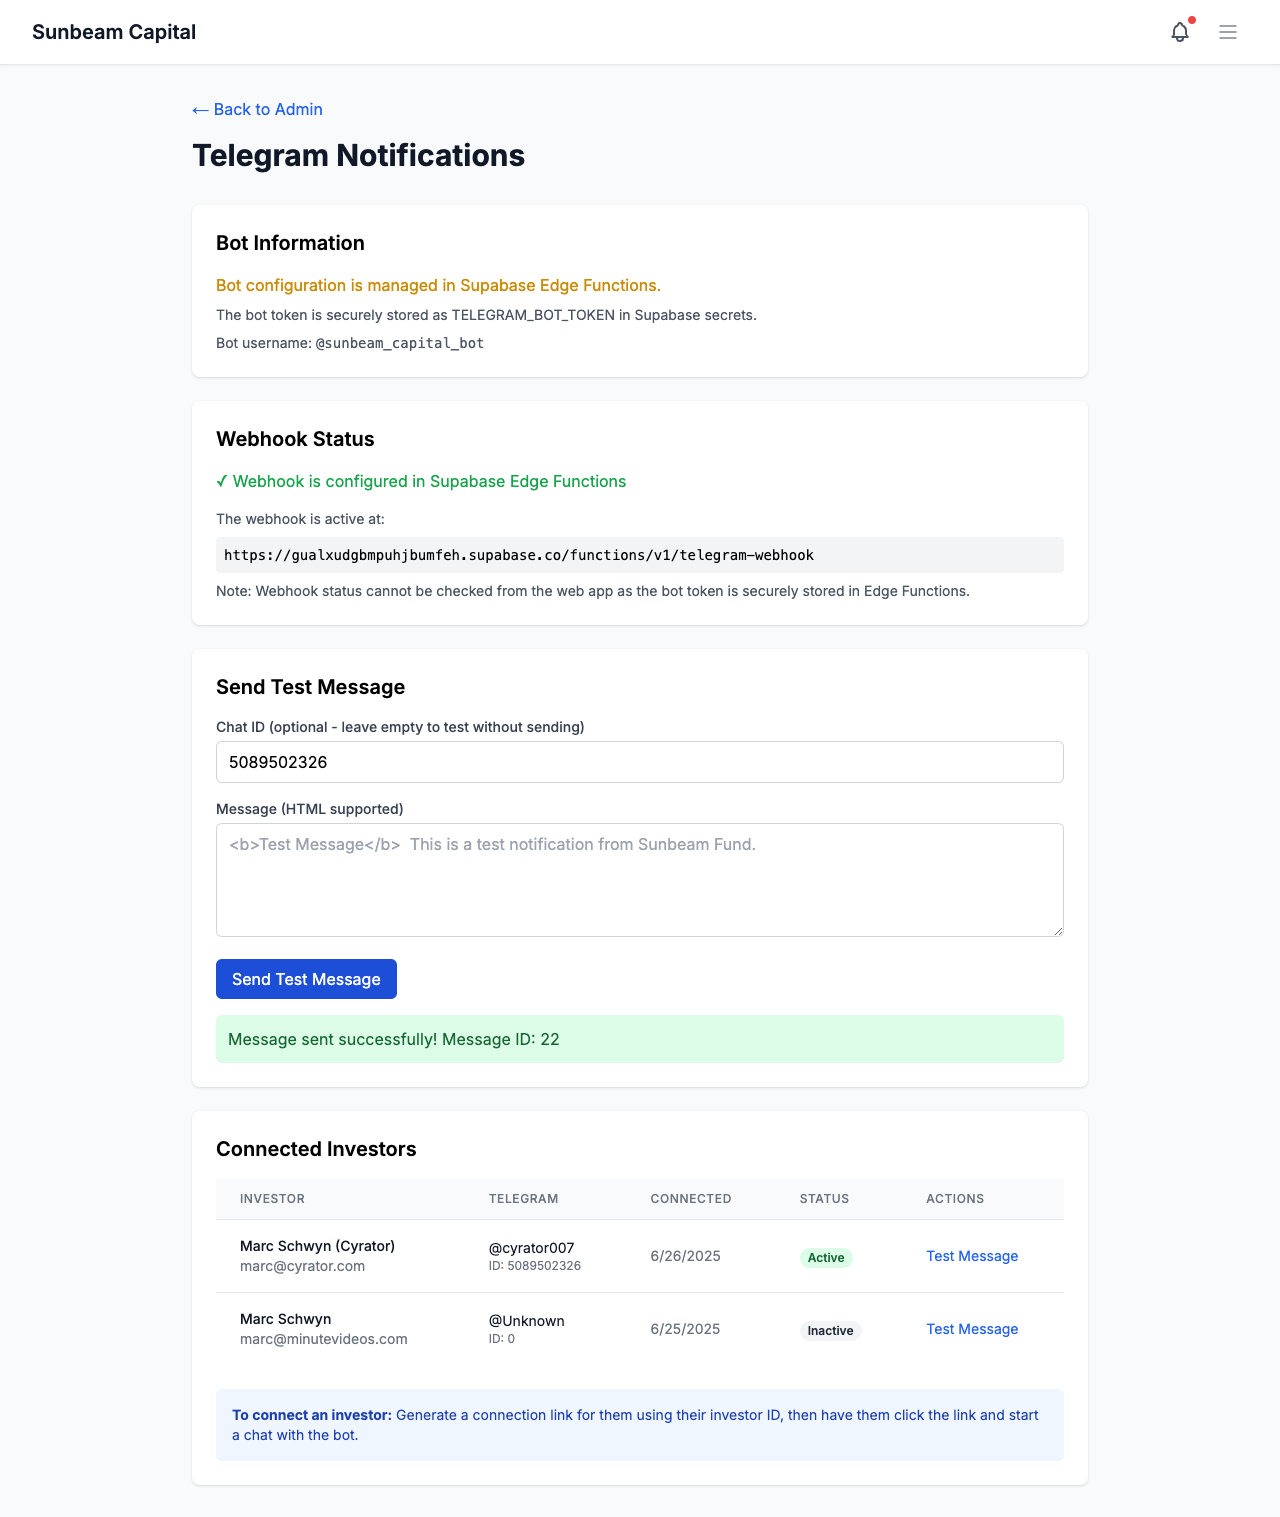 Sunbeam Capital
← Back to Admin
Telegram Notifications
Bot Information
Bot configuration is managed in Supabase Edge Functions.
The bot token is securely stored as TELEGRAM_BOT_TOKEN in Supabase secrets.
Bot username: @sunbeam_capital_bot
Webhook Status
✓ Webhook is configured in Supabase Edge Functions
The webhook is active at:
https://gualxudgbmpuhjbumfeh.supabase.co/functions/v1/telegram-webhook
Note: Webhook status cannot be checked from the web app as the bot token is securely stored in Edge Functions.
Send Test Message
Chat ID (optional - leave empty to test without sending)
5089502326
Message (HTML supported)
<b>Test Message</b>  This is a test notification from Sunbeam Fund.
Send Test Message
Message sent successfully! Message ID: 22
Connected Investors
INVESTOR TELEGRAM CONNECTED STATUS ACTIONS
Marc Schwyn (Cyrator)
marc@cyrator.com
@cyrator007
ID: 5089502326
6/26/2025
Active
Test Message
Marc Schwyn
marc@minutevideos.com
@Unknown
ID: 0
6/25/2025
Inactive
Test Message
To connect an investor: Generate a connection link for them using their investor ID, then have them click the link and start
a chat with the bot.